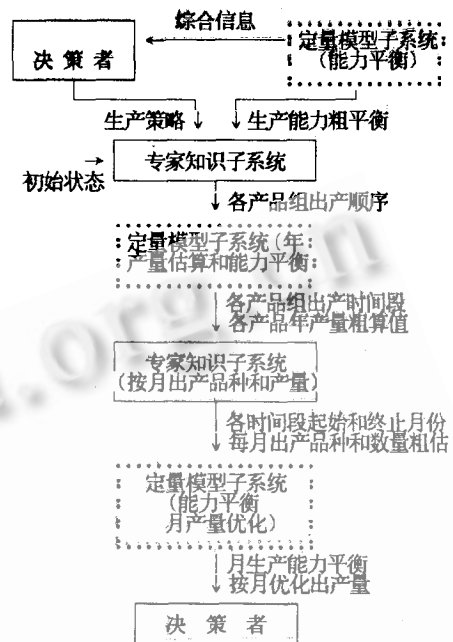 综合信息
决策者
定量模型子系统
(能力平衡)
生产策略
生产能力粗平衡
初始状态
专家知识子系统
各产品组出产顺序
定量模型子系统(年
产量估算和能力平衡
各产品组出产时间段
各产品年产量粗算值
专家知识子系统
(按月出产品种和产量)
各时间段起始和终止月份
每月出产品种和数量粗估
定量模型子系统
(能力平衡
月产量优化)
月生产能力平衡
按月优化出产量
决策者